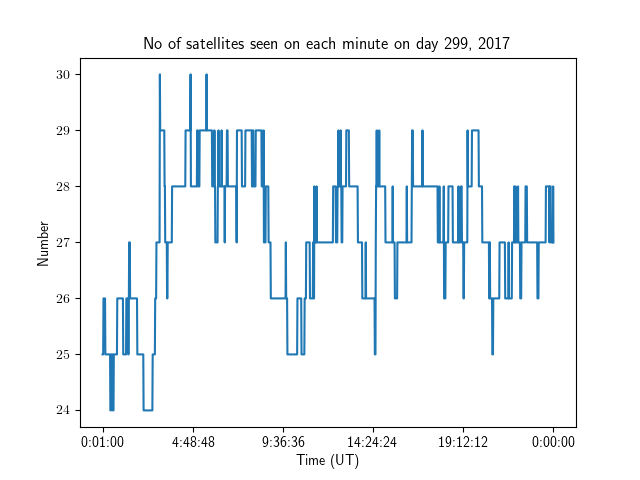 No of satellites seen on each minute on day 299, 2017
30
29
28
27
26
25
24
Number
0:01:00 4:48:48 9:36:36 14:24:24 19:12:12 0:00:00
Time (UT)